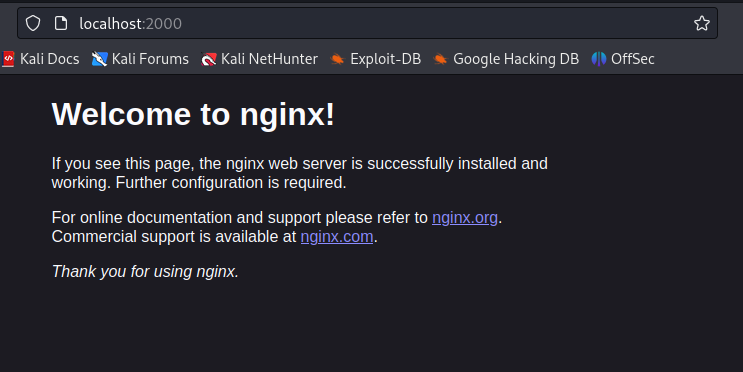 localhost:2000
Kali Docs Kali Forums Kali NetHunter Exploit-DB Google Hacking DB OffSec
Welcome to nginx!
If you see this page, the nginx web server is successfully installed and
working. Further configuration is required.
For online documentation and support please refer to nginx.org.
Commercial support is available at nginx.com.
Thank you for using nginx.